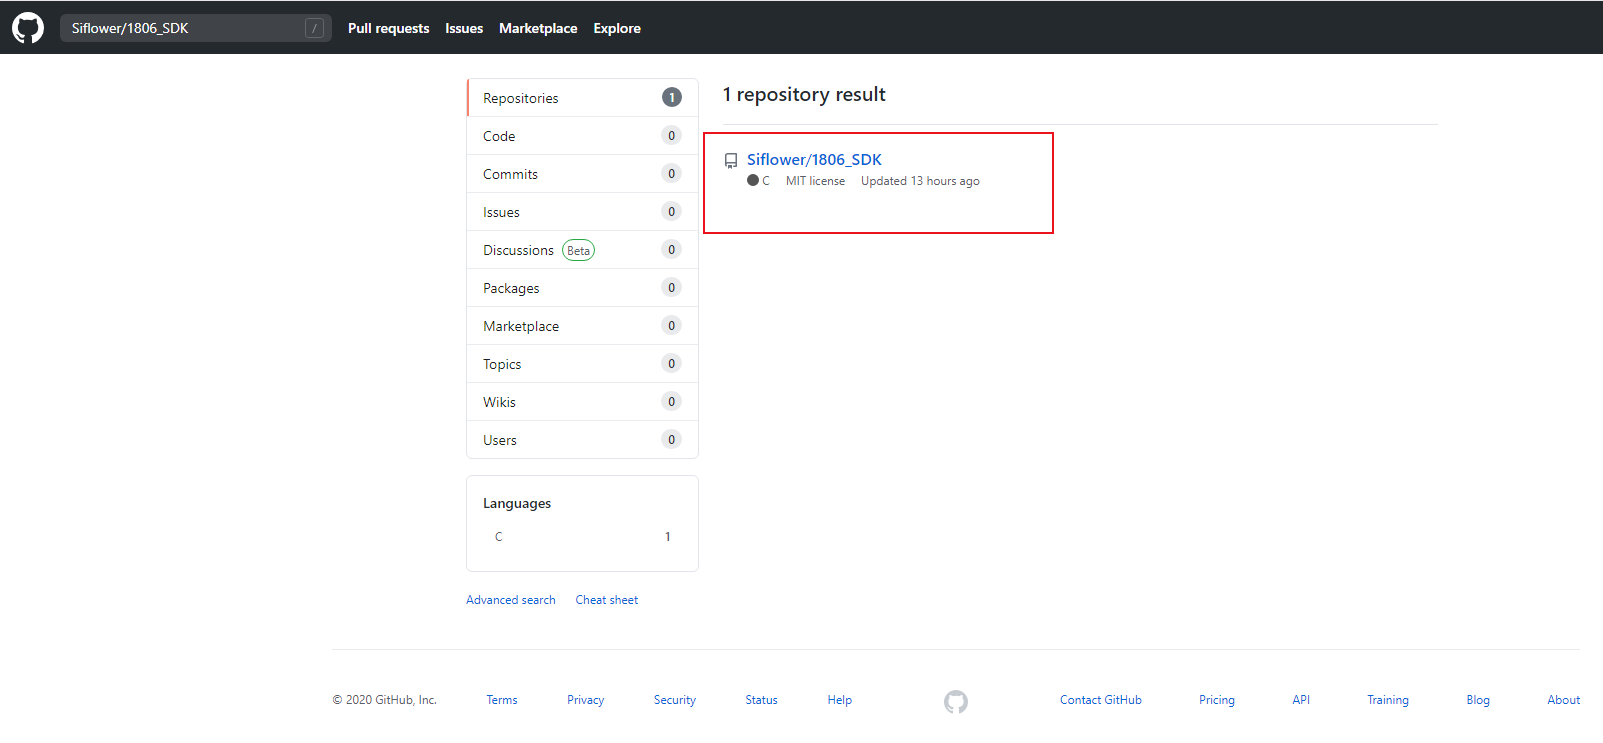 Siflower/1806_SDK / Pull requests Issues Marketplace Explore
Repositories 1
Code 0
Commits 0
Issues 0
Discussions Beta 0
Packages 0
Marketplace 0
Topics 0
Wikis 0
Users 0
Languages
C 1
Advanced search Cheat sheet
1 repository result
Siflower/1806_SDK
C MIT license Updated 13 hours ago
© 2020 GitHub, Inc. Terms Privacy Security Status Help Contact GitHub Pricing API Training Blog About